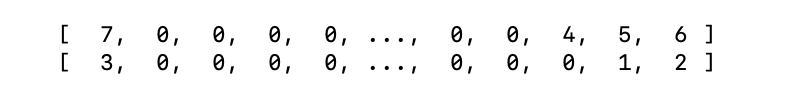 [  7,  0,  0,  0,  0, ...,  0,  0,  4,  5,  6 ]
[  3,  0,  0,  0,  0, ...,  0,  0,  0,  1,  2 ]